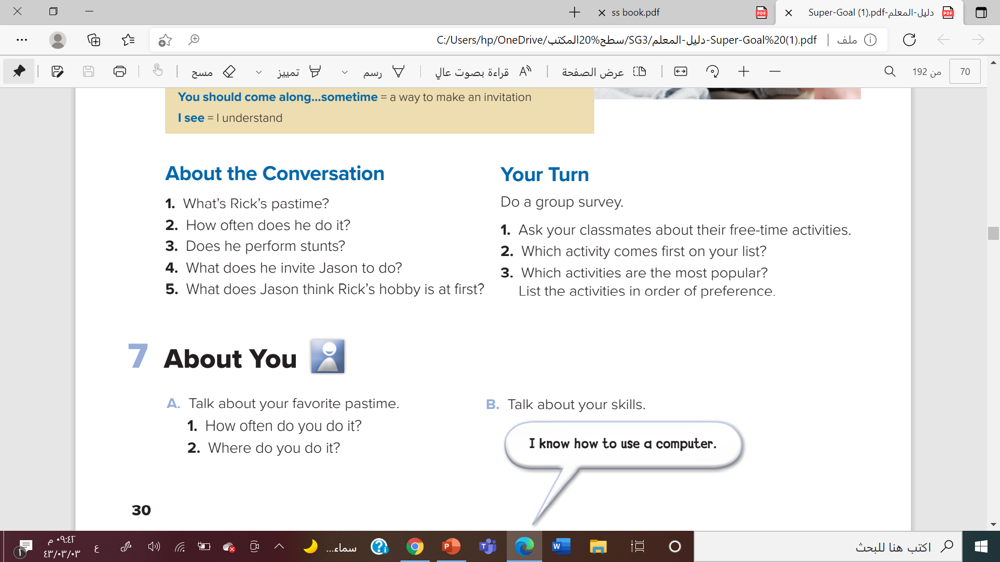 ss book.pdf
دليل-المعلم-Super-Goal (1).pdf
C:/Users/hp/OneDrive/سطح%20المكتب/SG3/دليل-المعلم-Super-Goal%20(1).pdf
ملف
مسح
تمييز
رسم
قراءة بصوت عالٍ
عرض الصفحة
من 192
70
You should come along...sometime = a way to make an invitation
I see = I understand
About the Conversation
1. What's Rick's pastime?
2. How often does he do it?
3. Does he perform stunts?
4. What does he invite Jason to do?
5. What does Jason think Rick's hobby is at first?
Your Turn
Do a group survey.
1. Ask your classmates about their free-time activities.
2. Which activity comes first on your list?
3. Which activities are the most popular?
List the activities in order of preference.
7 About You
A. Talk about your favorite pastime.
1. How often do you do it?
2. Where do you do it?
B. Talk about your skills.
I know how to use a computer.
30
٠٩:٤٢ م
٤٣/٠٣/٠٣
١
ع
سماء...
اكتب هنا للبحث